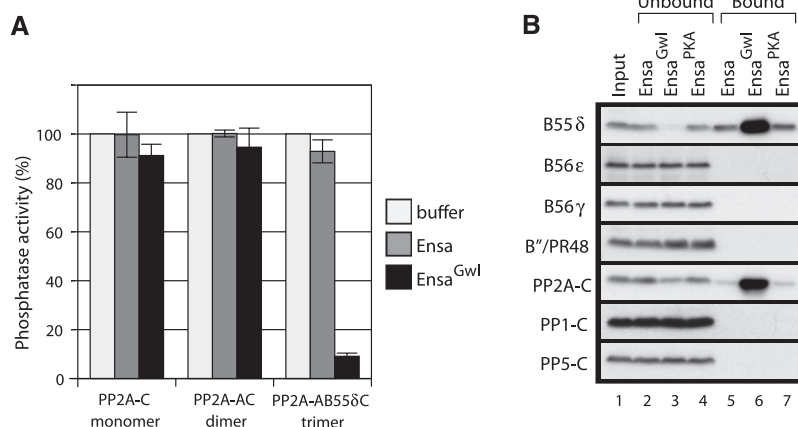 A
Phosphatase activity (%)
120
100
80
60
40
20
0
PP2A-C
monomer
PP2A-AC
dimer
PP2A-AB55δC
trimer
buffer
Ensa
Ensa^Gwl
B
Unbound
Bound
Input
Ensa
Ensa^Gwl
Ensa^PKA
Ensa
Ensa^Gwl
Ensa^PKA
B55δ
B56ε
B56γ
B″/PR48
PP2A-C
PP1-C
PP5-C
1 2 3 4 5 6 7